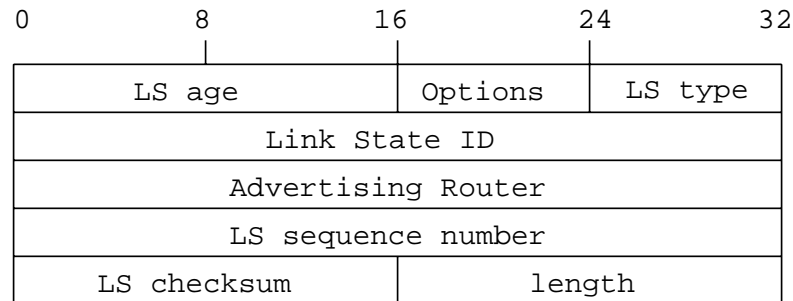 0 8 16 24 32
LS age Options LS type
Link State ID
Advertising Router
LS sequence number
LS checksum length